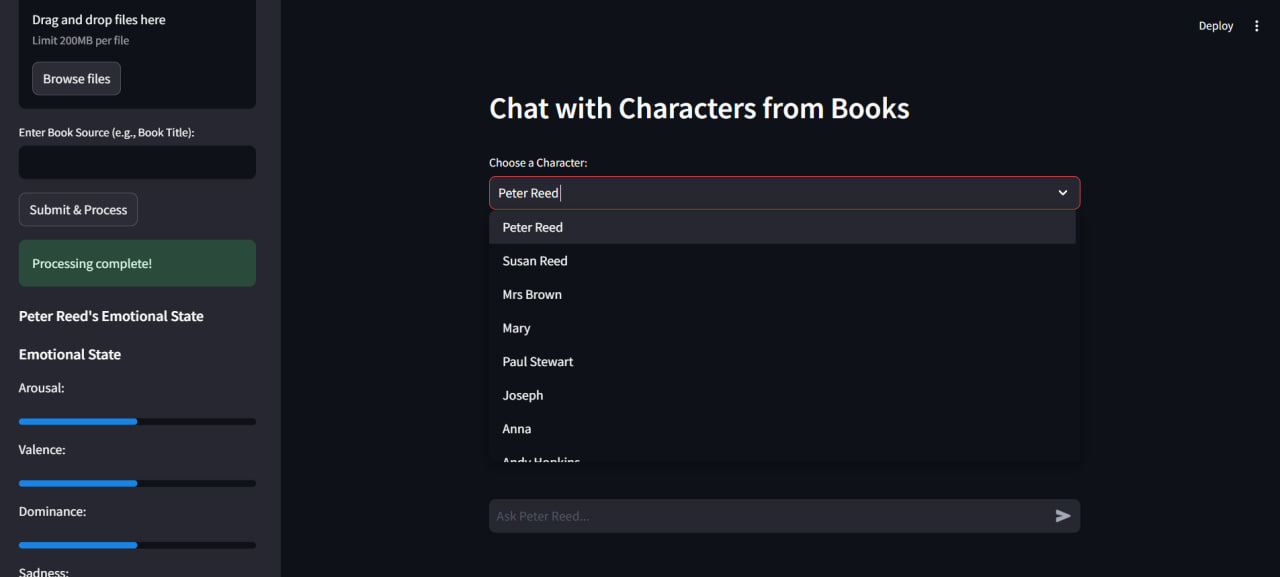 Drag and drop files here
Limit 200MB per file
Browse files
Enter Book Source (e.g., Book Title):
Submit & Process
Processing complete!
Peter Reed's Emotional State
Emotional State
Arousal:
Valence:
Dominance:
Sadness:
Deploy
Chat with Characters from Books
Choose a Character:
Peter Reed
Peter Reed
Susan Reed
Mrs Brown
Mary
Paul Stewart
Joseph
Anna
Andy Hopkins
Ask Peter Reed...